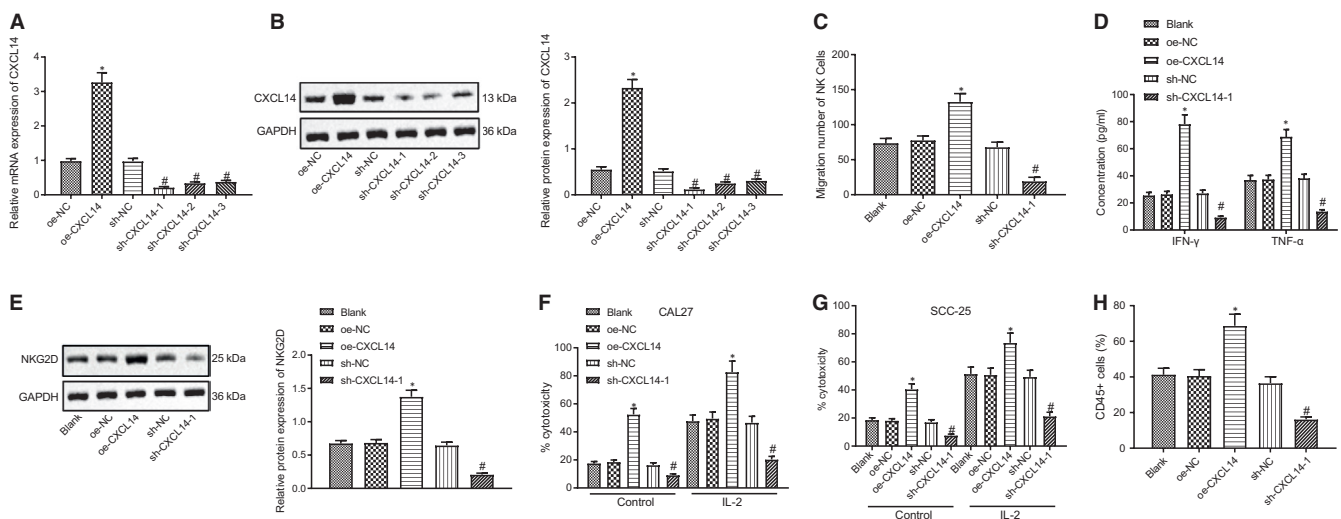 A
Relative mRNA expression of CXCL14
4
3
2
1
0
oe-NC
oe-CXCL14
sh-NC
sh-CXCL14-1
sh-CXCL14-2
sh-CXCL14-3
*
#
#
#
B
CXCL14
13 kDa
GAPDH
36 kDa
oe-NC
oe-CXCL14
sh-NC
sh-CXCL14-1
sh-CXCL14-2
sh-CXCL14-3
Relative protein expression of CXCL14
3
2
1
0
*
#
#
#
oe-NC
oe-CXCL14
sh-NC
sh-CXCL14-1
sh-CXCL14-2
sh-CXCL14-3
C
Migration number of NK Cells
200
150
100
50
0
*
#
Blank
oe-NC
oe-CXCL14
sh-NC
sh-CXCL14-1
D
Blank
oe-NC
oe-CXCL14
sh-NC
sh-CXCL14-1
Concentration (pg/ml)
100
80
60
40
20
0
*
#
*
#
IFN-γ
TNF-α
E
NKG2D
25 kDa
GAPDH
36 kDa
Blank
oe-NC
oe-CXCL14
sh-NC
sh-CXCL14-1
Blank
oe-NC
oe-CXCL14
sh-NC
sh-CXCL14-1
Relative protein expression of NKG2D
2.0
1.5
1.0
0.5
0.0
*
#
F
Blank
CAL27
oe-NC
oe-CXCL14
sh-NC
sh-CXCL14-1
% cytotoxicity
100
80
60
40
20
0
*
#
*
#
Control
IL-2
G
SCC-25
% cytotoxicity
100
80
60
40
20
0
*
#
*
#
Blank
oe-NC
oe-CXCL14
sh-NC
sh-CXCL14-1
Blank
oe-NC
oe-CXCL14
sh-NC
sh-CXCL14-1
Control
IL-2
H
CD45+ cells (%)
80
60
40
20
0
*
#
Blank
oe-NC
oe-CXCL14
sh-NC
sh-CXCL14-1